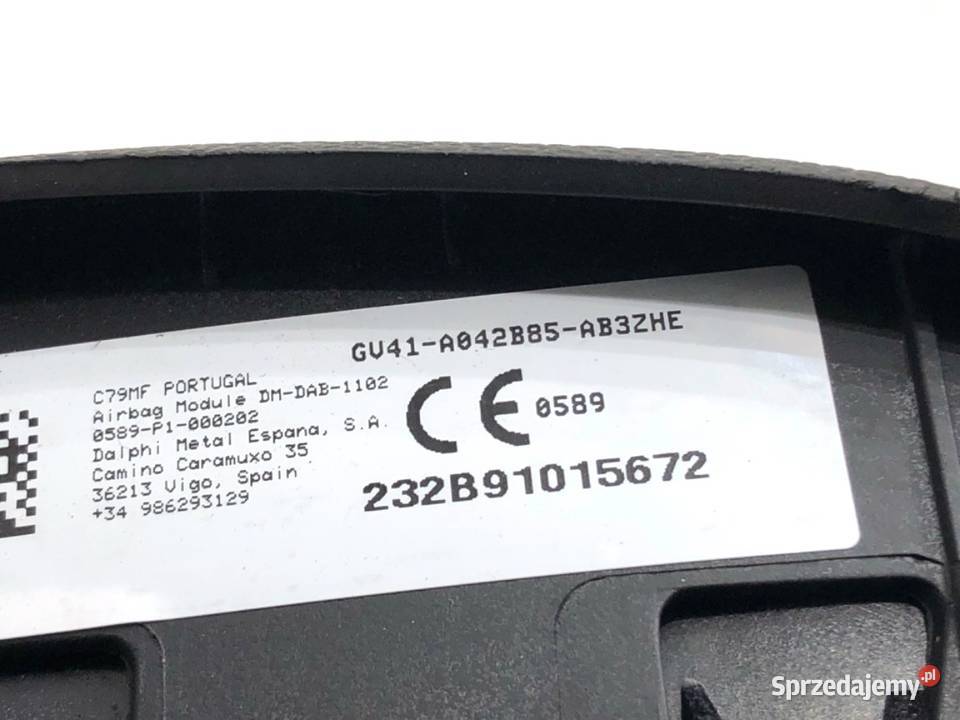 GV41-A042B85-AB3ZHE
C79MF PORTUGAL
Airbag Module DM-DAB-1102
0589-P1-000202
Dalphi Metal Espana, S.A.
Camino Caramuxo 35
36213 Vigo, Spain
+34 986293129
CE 0589
232B91015672
Sprzedajemy.pl